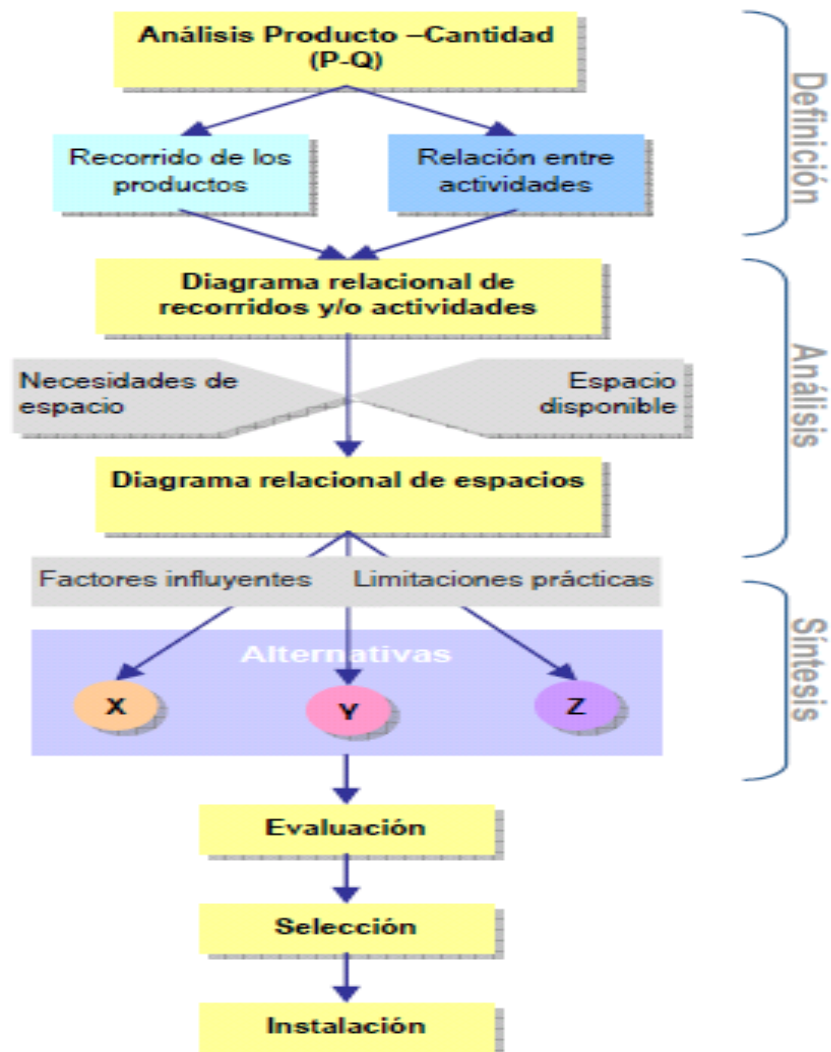 Análisis Producto –Cantidad
(P-Q)
Recorrido de los
productos
Relación entre
actividades
Definición
Diagrama relacional de
recorridos y/o actividades
Necesidades de
espacio
Espacio
disponible
Análisis
Diagrama relacional de espacios
Factores influyentes
Limitaciones prácticas
Alternativas
X
Y
Z
Síntesis
Evaluación
Selección
Instalación